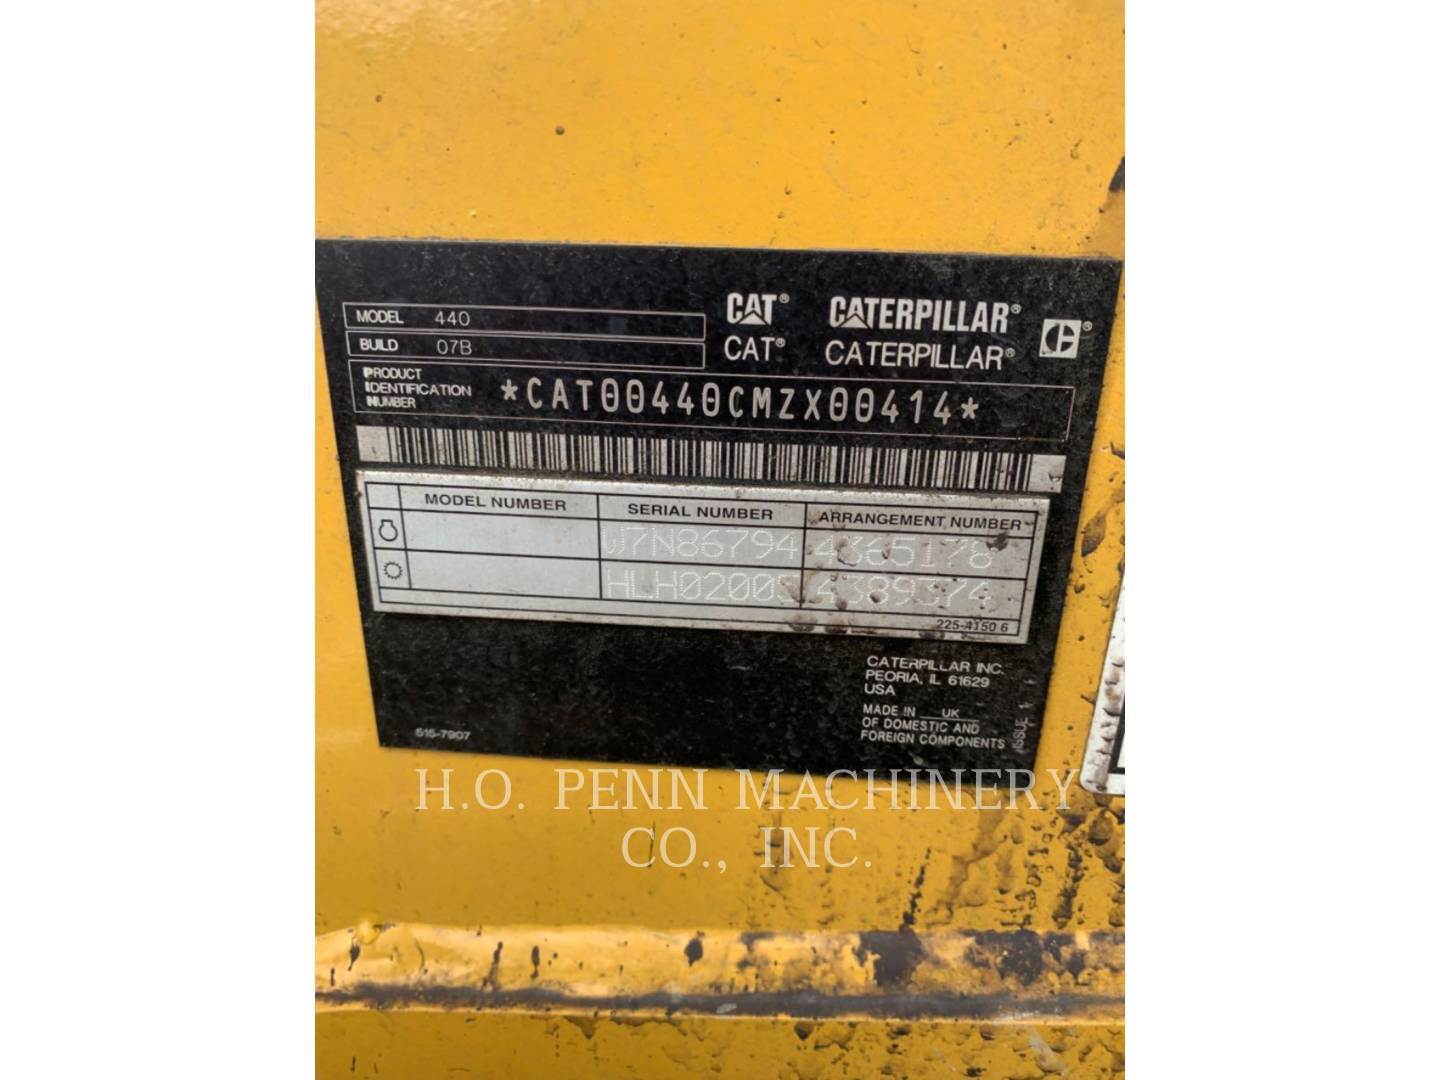 MODEL 440
BUILD 07B
CAT® CATERPILLAR®
CAT® CATERPILLAR®
C®
PRODUCT
IDENTIFICATION
NUMBER
*CAT00440CMZX00414*
MODEL NUMBER SERIAL NUMBER ARRANGEMENT NUMBER
W7N86794 4365178
HLH02005 4389374
225-4150 6
CATERPILLAR INC.
PEORIA, IL 61629
USA
MADE IN UK
OF DOMESTIC AND
FOREIGN COMPONENTS
ISSUE 1
515-7907
H.O. PENN MACHINERY
CO., INC.